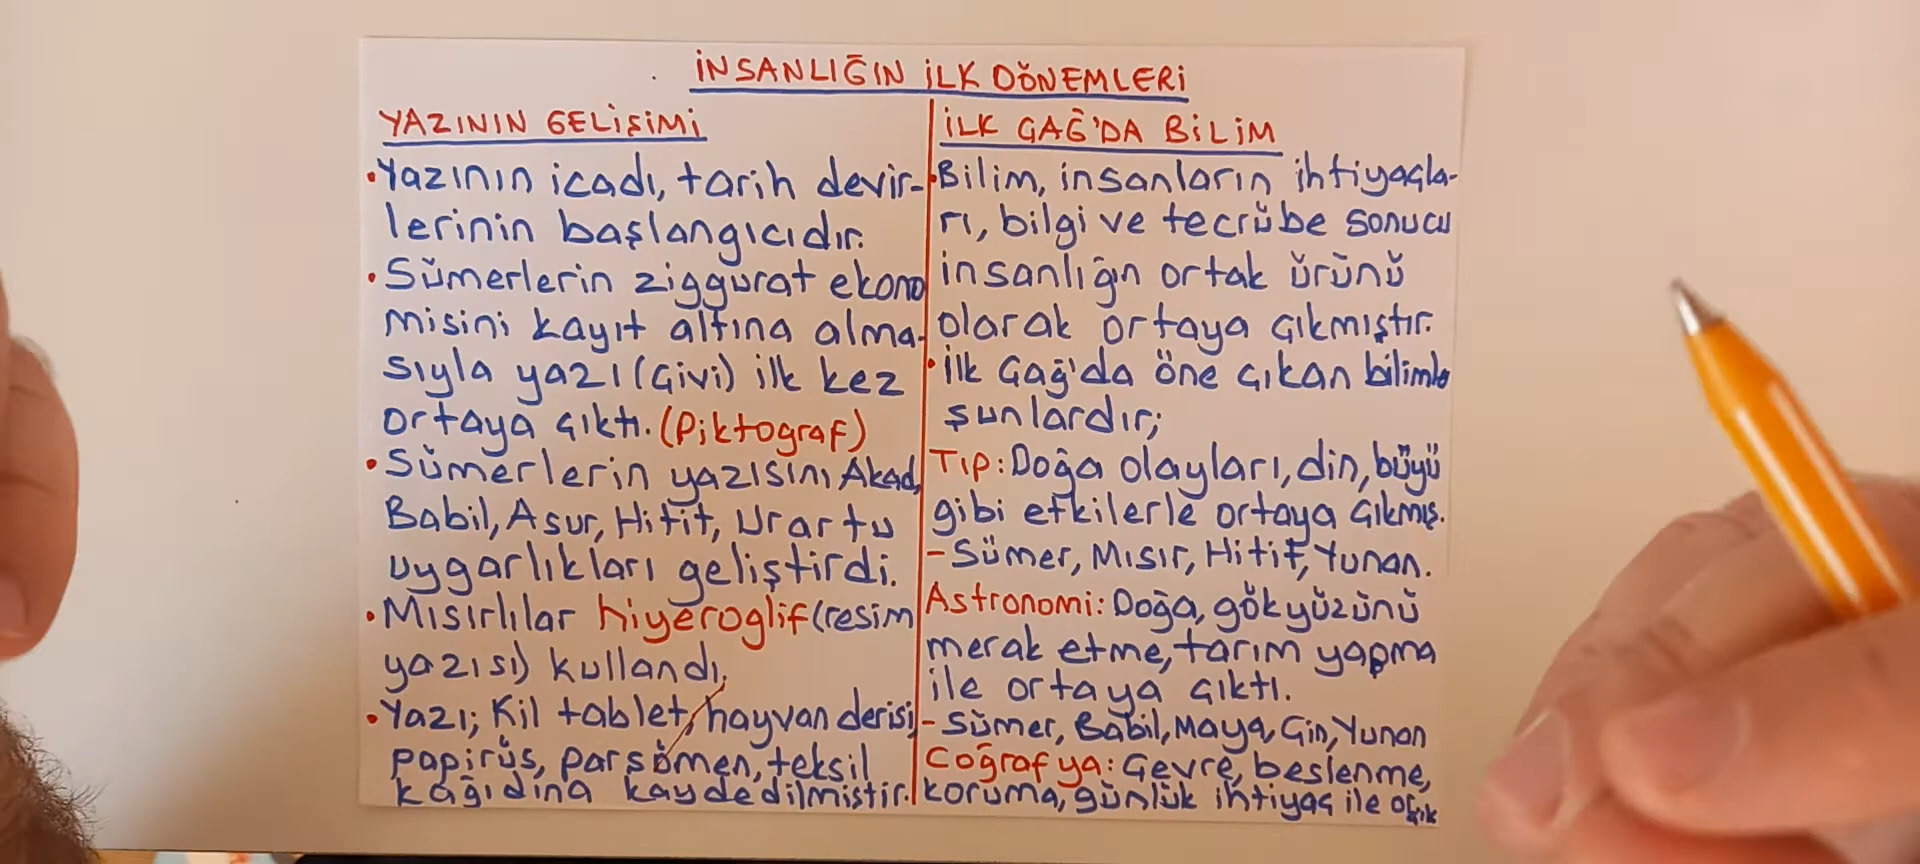 İNSANLIĞIN İLK DÖNEMLERİ
YAZININ GELİŞİMİ
• Yazının icadı, tarih devir-
lerinin başlangıcıdır.
• Sümerlerin ziggurat ekono
misini kayıt altına alma-
sıyla yazı (Çivi) ilk kez
ortaya çıktı. (Piktograf)
• Sümerlerin yazısını Akad,
Babil, Asur, Hitit, Urartu
uygarlıkları geliştirdi.
• Mısırlılar hiyeroglif (resim
yazısı) kullandı.
• Yazı; Kil tablet, hayvan derisi,
papirüs, parşömen, teksil
kağıdına kaydedilmiştir.
İLK ÇAĞ'DA BİLİM
• Bilim, insanların ihtiyaçla-
rı, bilgi ve tecrübe sonucu
insanlığın ortak ürünü
olarak ortaya çıkmıştır.
• İlk Çağ'da öne çıkan bilimle
şunlardır;
Tıp: Doğa olayları, din, büyü
gibi etkilerle ortaya çıkmış.
- Sümer, Mısır, Hitit, Yunan.
Astronomi: Doğa, gökyüzünü
merak etme, tarım yapma
ile ortaya çıktı.
- Sümer, Babil, Maya, Çin, Yunan
Coğrafya: Çevre, beslenme,
koruma, günlük ihtiyaç ile